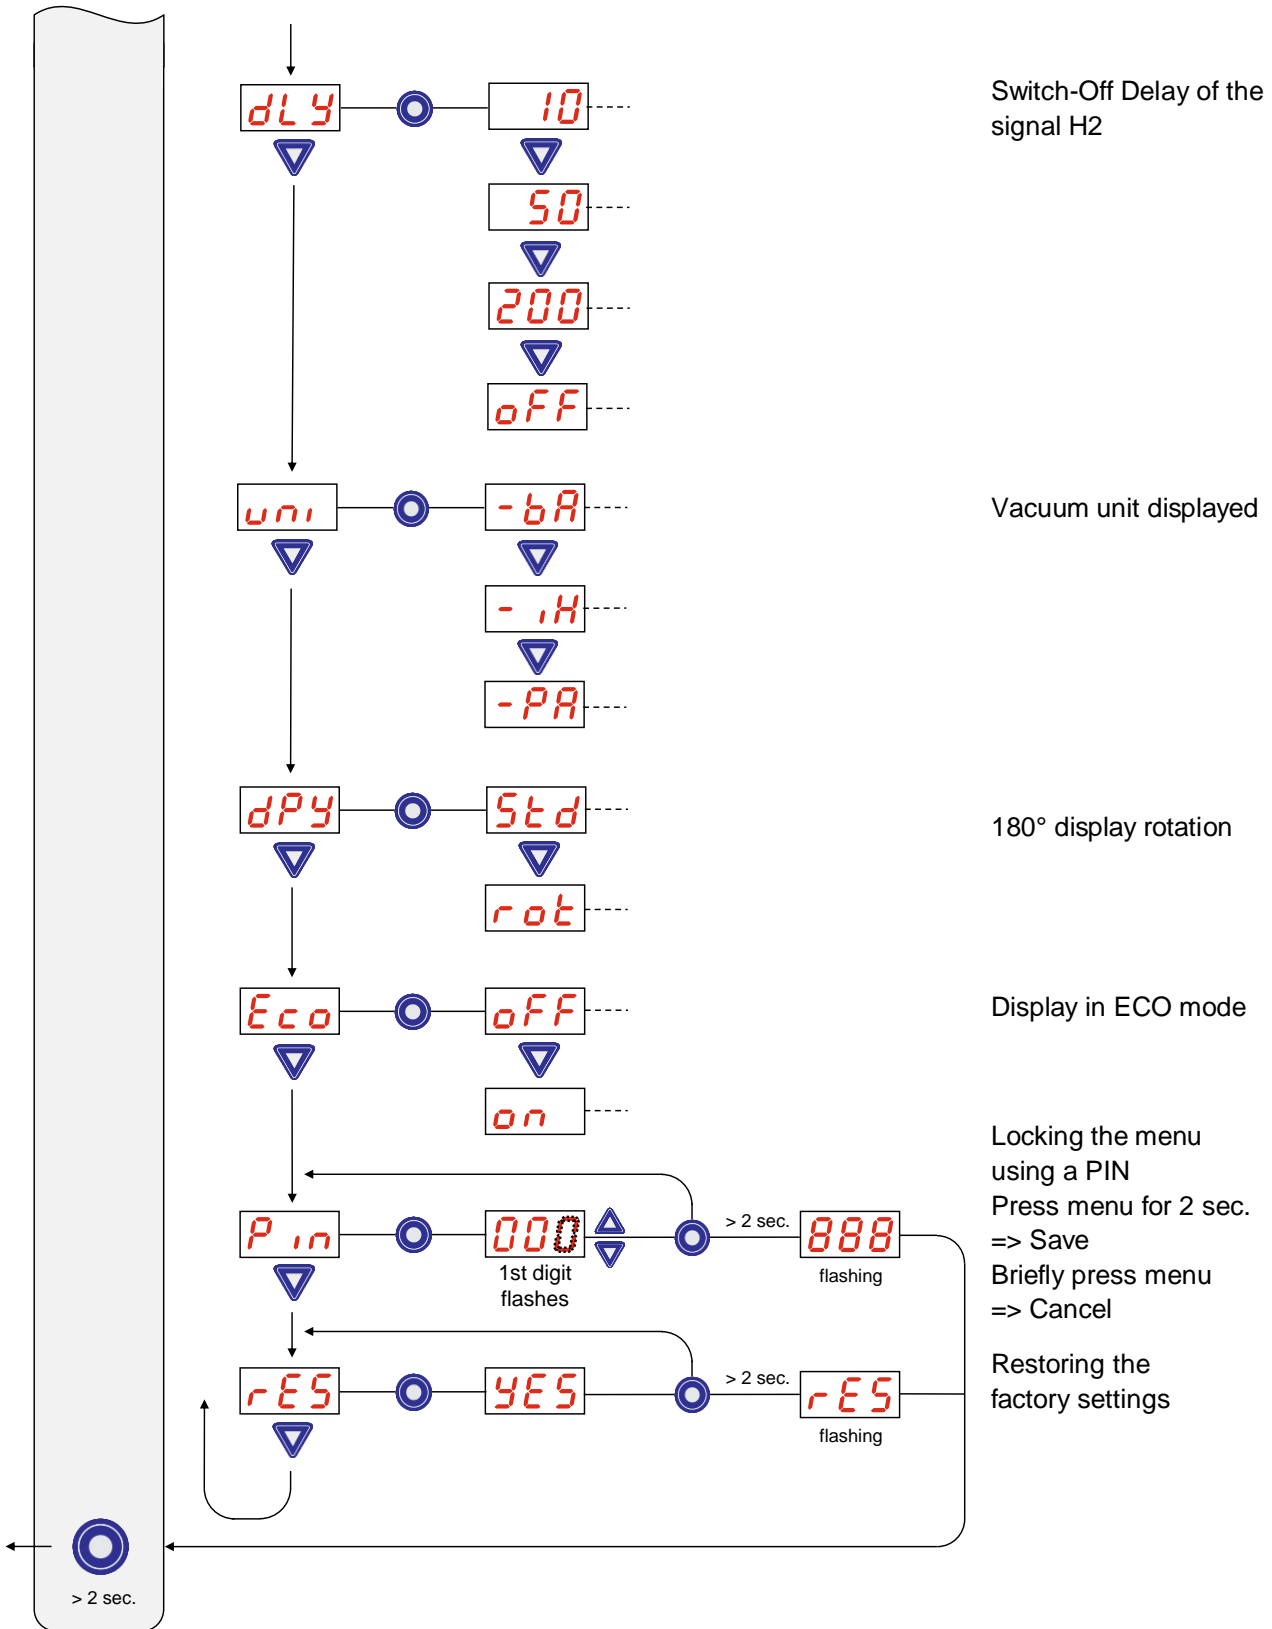 dLY
10
Switch-Off Delay of the
signal H2
50
200
oFF
uni
-bA
Vacuum unit displayed
- iH
-PA
dPY
Std
180° display rotation
rot
Eco
oFF
Display in ECO mode
on
Locking the menu
using a PIN
Press menu for 2 sec.
=> Save
Briefly press menu
=> Cancel
Pin
000
> 2 sec.
888
1st digit
flashes
flashing
rES
YES
> 2 sec.
rES
flashing
Restoring the
factory settings
> 2 sec.